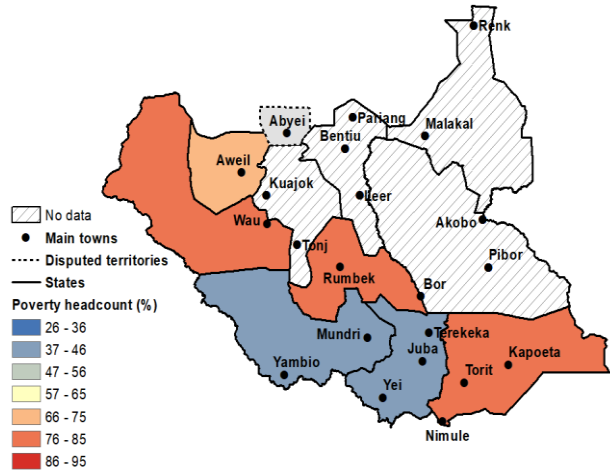 Renk
Pariang
Abyei
Malakal
Bentiu
Aweil
Kuajok
Leer
No data
Wau
Akobo
Main towns
Tonj
Disputed territories
Rumbek
Pibor
States
Bor
Poverty headcount (%)
26 - 36
Terekeka
Mundri
37 - 46
Juba
Kapoeta
47 - 56
Yambio
Torit
57 - 65
Yei
66 - 75
Nimule
76 - 85
86 - 95